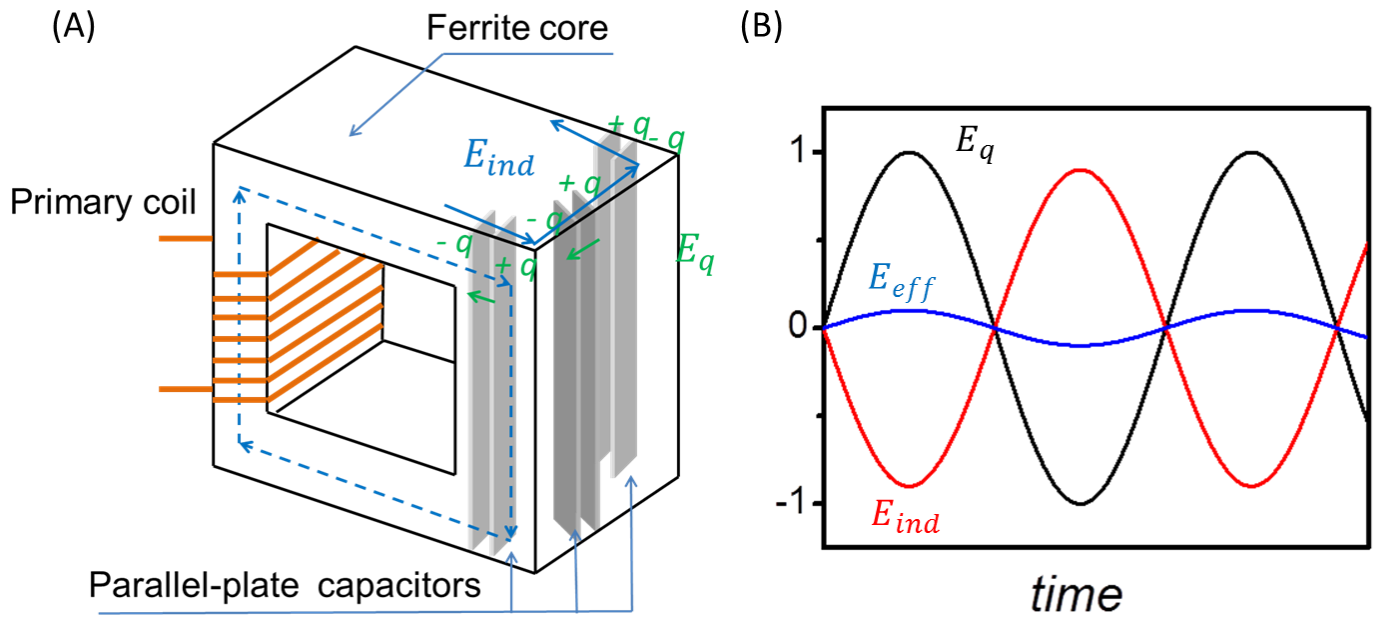 (A)
Ferrite core
+ q
- q
E_ind
+ q
Primary coil
- q
- q
+ q
E_q
Parallel-plate capacitors
(B)
1
E_q
E_eff
0
E_ind
-1
time